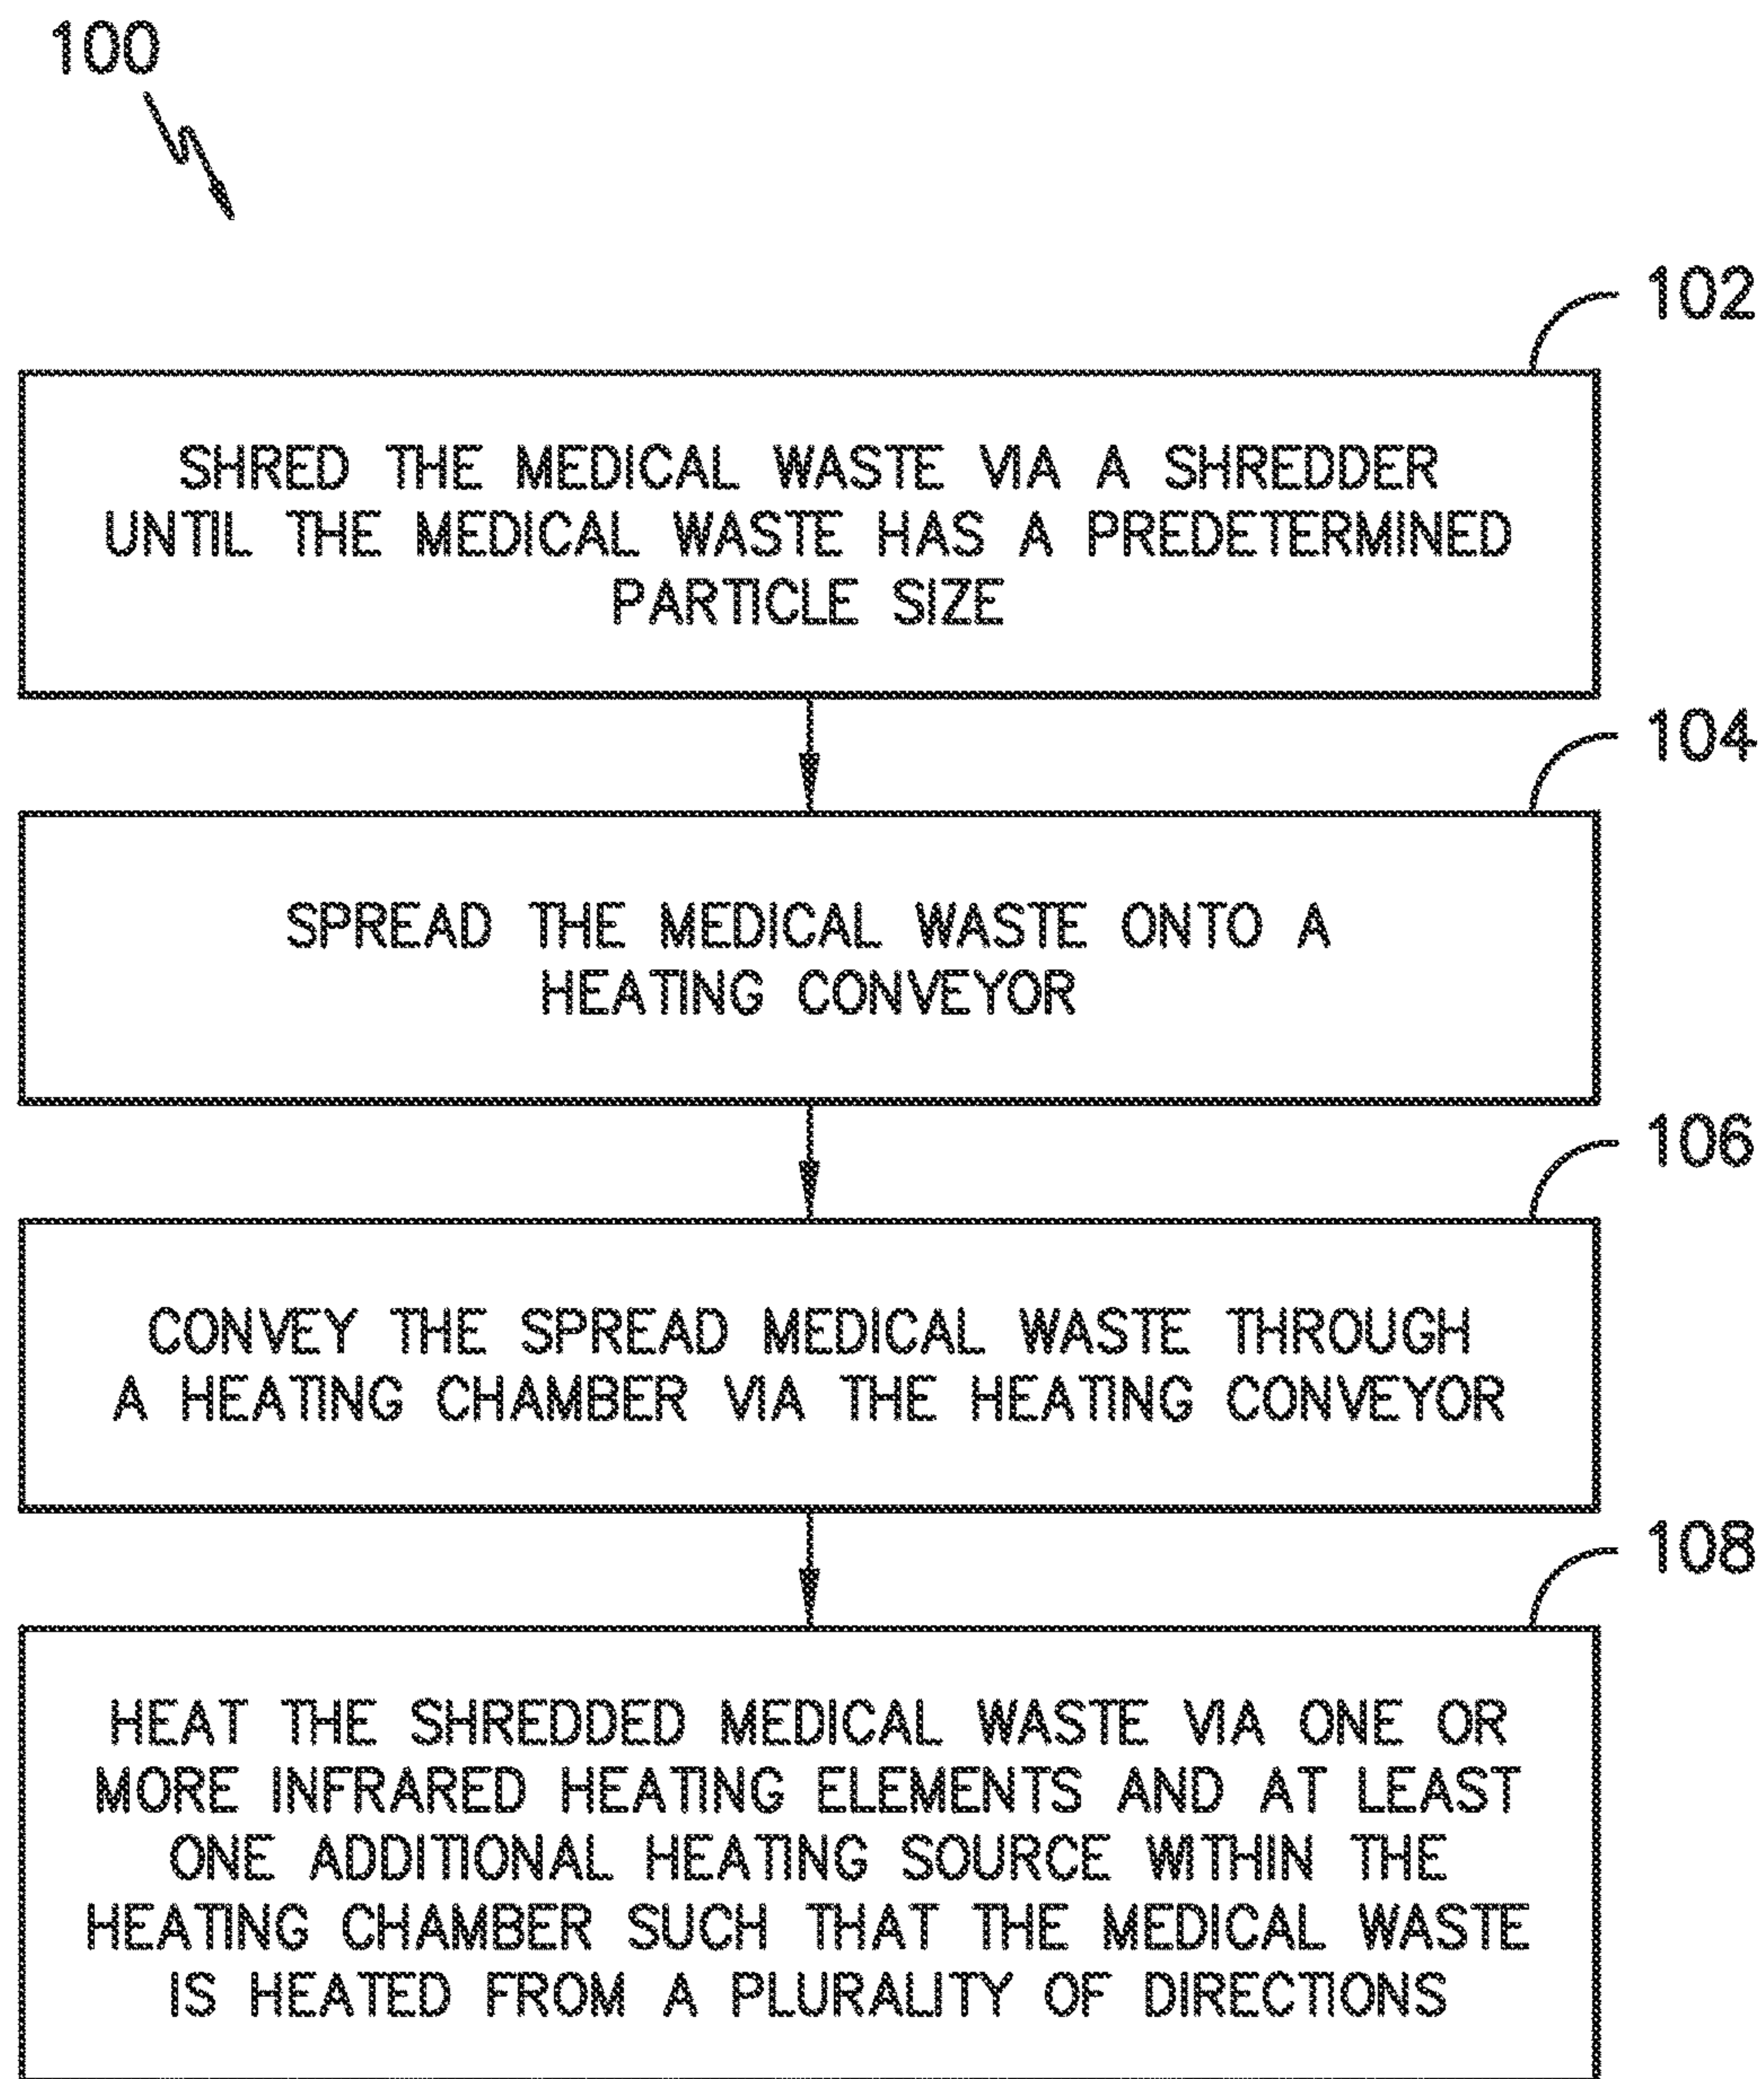 100
102
SHRED THE MEDICAL WASTE VIA A SHREDDER
UNTIL THE MEDICAL WASTE HAS A PREDETERMINED
PARTICLE SIZE
104
SPREAD THE MEDICAL WASTE ONTO A
HEATING CONVEYOR
106
CONVEY THE SPREAD MEDICAL WASTE THROUGH
A HEATING CHAMBER VIA THE HEATING CONVEYOR
108
HEAT THE SHREDDED MEDICAL WASTE VIA ONE OR
MORE INFRARED HEATING ELEMENTS AND AT LEAST
ONE ADDITIONAL HEATING SOURCE WITHIN THE
HEATING CHAMBER SUCH THAT THE MEDICAL WASTE
IS HEATED FROM A PLURALITY OF DIRECTIONS